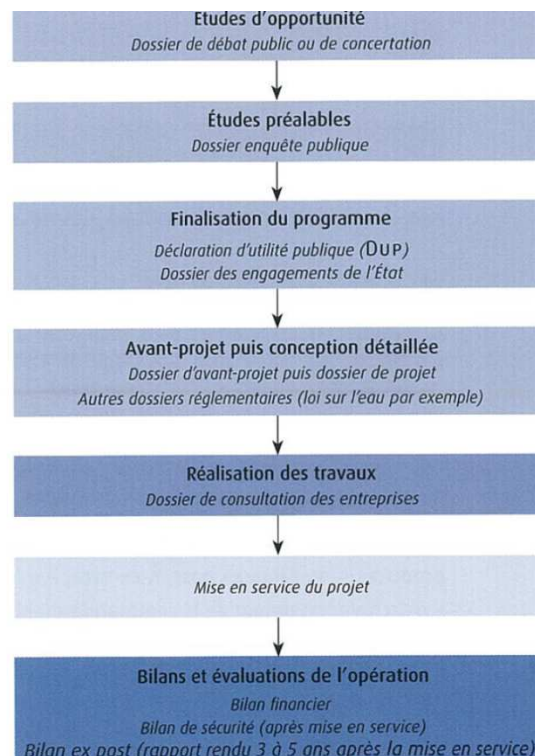 Études d'opportunité
Dossier de débat public ou de concertation
Études préalables
Dossier enquête publique
Finalisation du programme
Déclaration d'utilité publique (DUP)
Dossier des engagements de l'État
Avant-projet puis conception détaillée
Dossier d'avant-projet puis dossier de projet
Autres dossiers réglementaires (loi sur l'eau par exemple)
Réalisation des travaux
Dossier de consultation des entreprises
Mise en service du projet
Bilans et évaluations de l'opération
Bilan financier
Bilan de sécurité (après mise en service)
Bilan ex post (rapport rendu 3 à 5 ans après la mise en service)